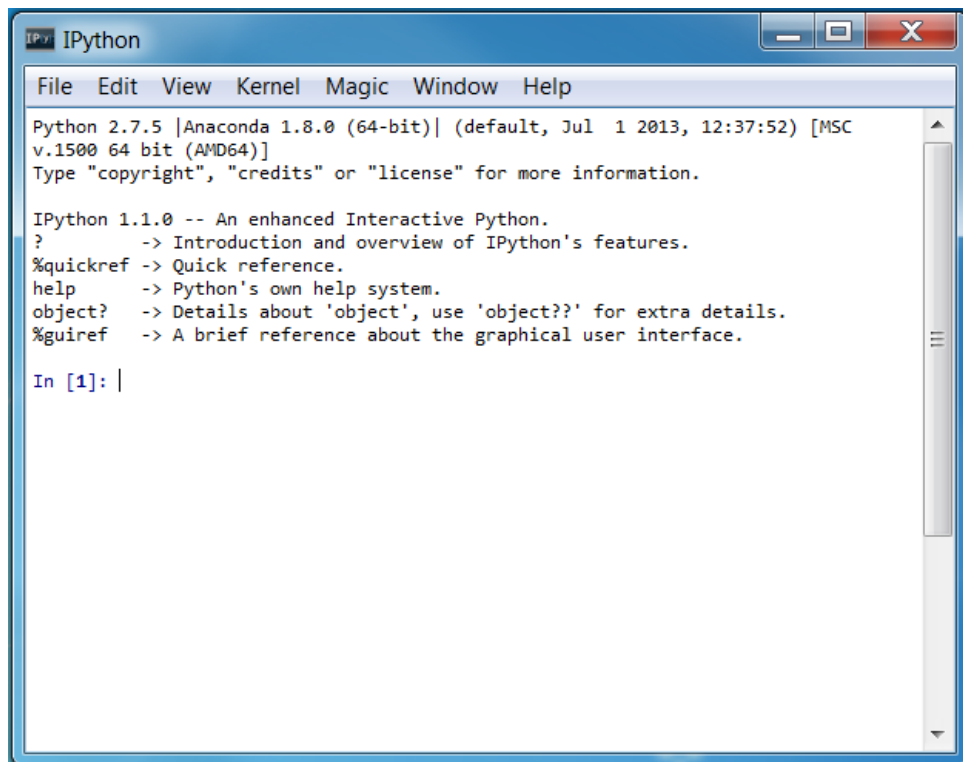 IPython
File Edit View Kernel Magic Window Help
Python 2.7.5 |Anaconda 1.8.0 (64-bit)| (default, Jul  1 2013, 12:37:52) [MSC
v.1500 64 bit (AMD64)]
Type "copyright", "credits" or "license" for more information.

IPython 1.1.0 -- An enhanced Interactive Python.
?         -> Introduction and overview of IPython's features.
%quickref -> Quick reference.
help      -> Python's own help system.
object?   -> Details about 'object', use 'object??' for extra details.
%guiref   -> A brief reference about the graphical user interface.

In [1]: